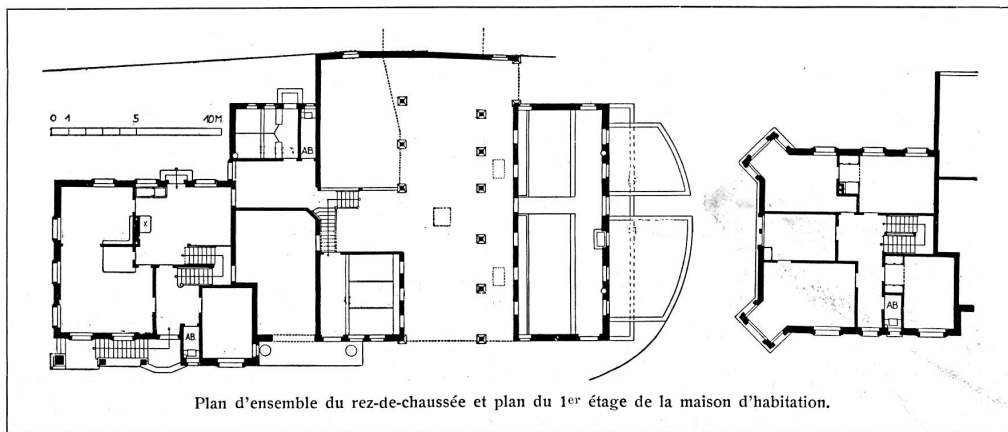 0 1 5 10M
AB
X
AB.
AB
Plan d'ensemble du rez-de-chaussée et plan du 1er étage de la maison d'habitation.